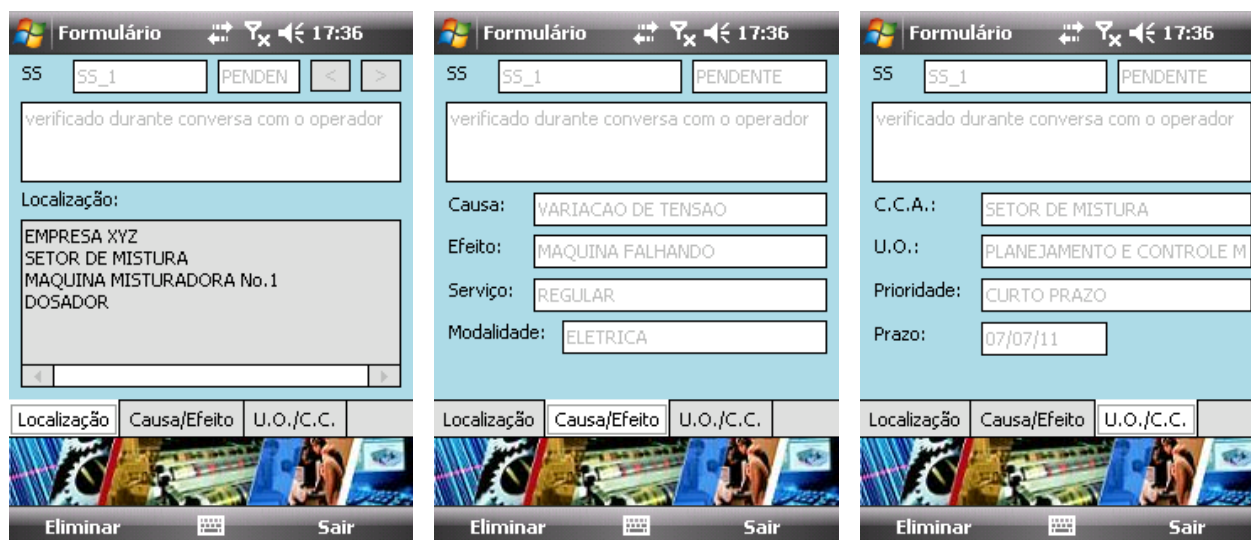 Formulário 17:36
SS SS_1 PENDEN < >
verificado durante conversa com o operador
Localização:
EMPRESA XYZ
SETOR DE MISTURA
MAQUINA MISTURADORA No.1
DOSADOR
Localização Causa/Efeito U.O./C.C.
Eliminar Sair
Formulário 17:36
SS SS_1 PENDENTE
verificado durante conversa com o operador
Causa: VARIACAO DE TENSAO
Efeito: MAQUINA FALHANDO
Serviço: REGULAR
Modalidade: ELETRICA
Localização Causa/Efeito U.O./C.C.
Eliminar Sair
Formulário 17:36
SS SS_1 PENDENTE
verificado durante conversa com o operador
C.C.A.: SETOR DE MISTURA
U.O.: PLANEJAMENTO E CONTROLE M
Prioridade: CURTO PRAZO
Prazo: 07/07/11
Localização Causa/Efeito U.O./C.C.
Eliminar Sair